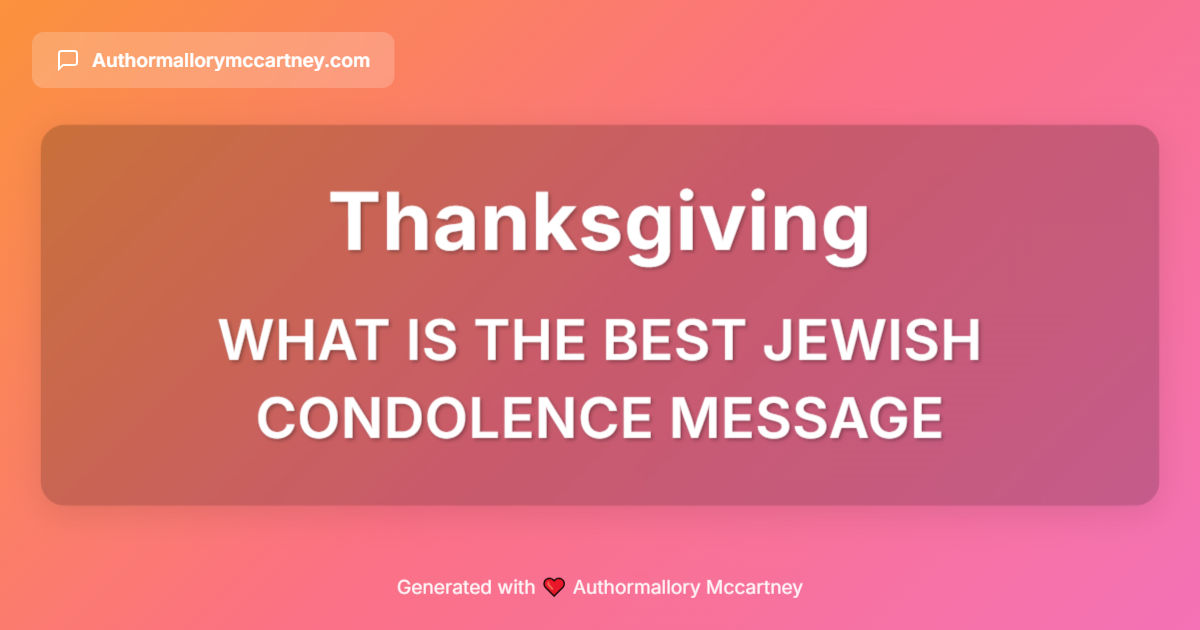 Authormallorymccartney.com
Thanksgiving
WHAT IS THE BEST JEWISH
CONDOLENCE MESSAGE
Generated with ❤️ Authormallory Mccartney